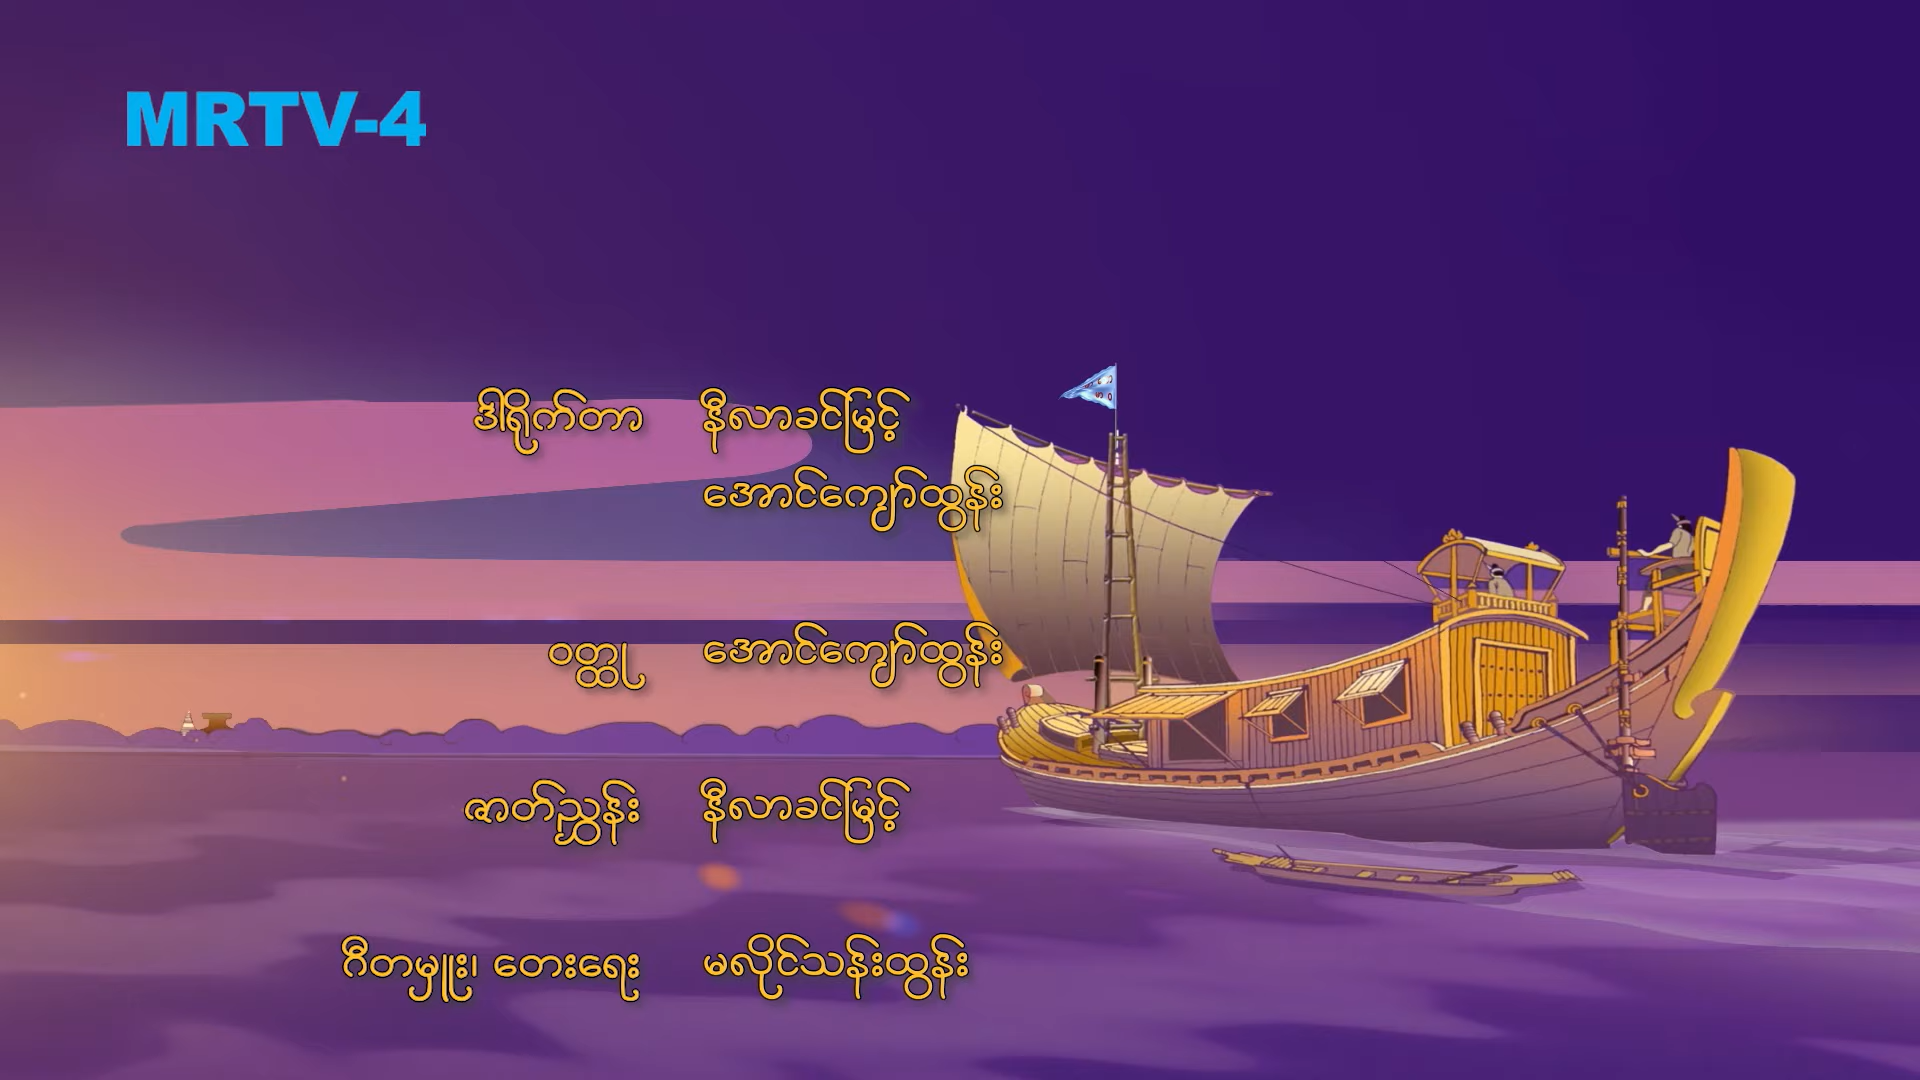 MRTV-4
ဒါရိုက်တာ နီလာခင်မြင့်
အောင်ကျော်ထွန်း
ဝတ္ထု အောင်ကျော်ထွန်း
ဇာတ်ညွှန်း နီလာခင်မြင့်
ဂီတမှူး၊ တေးရေး မလိုင်သန်းထွန်း